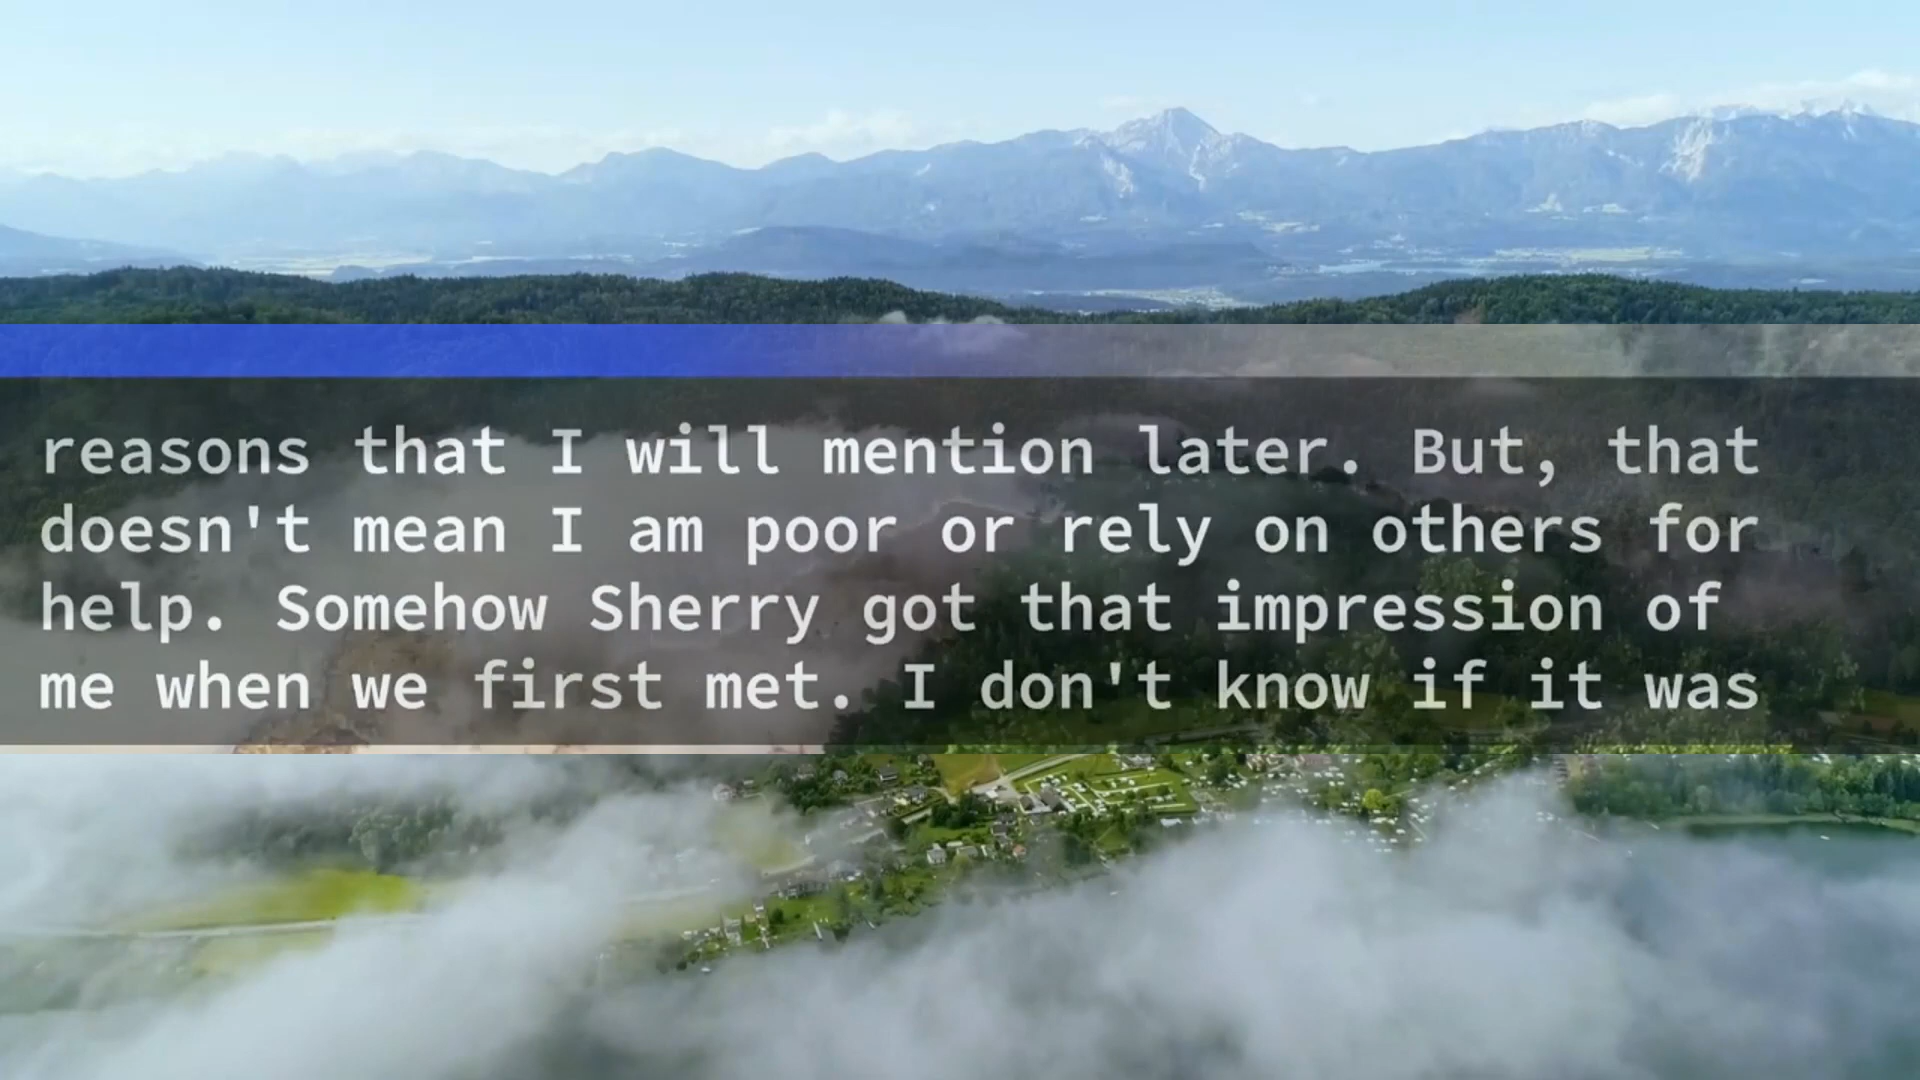 reasons that I will mention later. But, that
doesn't mean I am poor or rely on others for
help. Somehow Sherry got that impression of
me when we first met. I don't know if it was